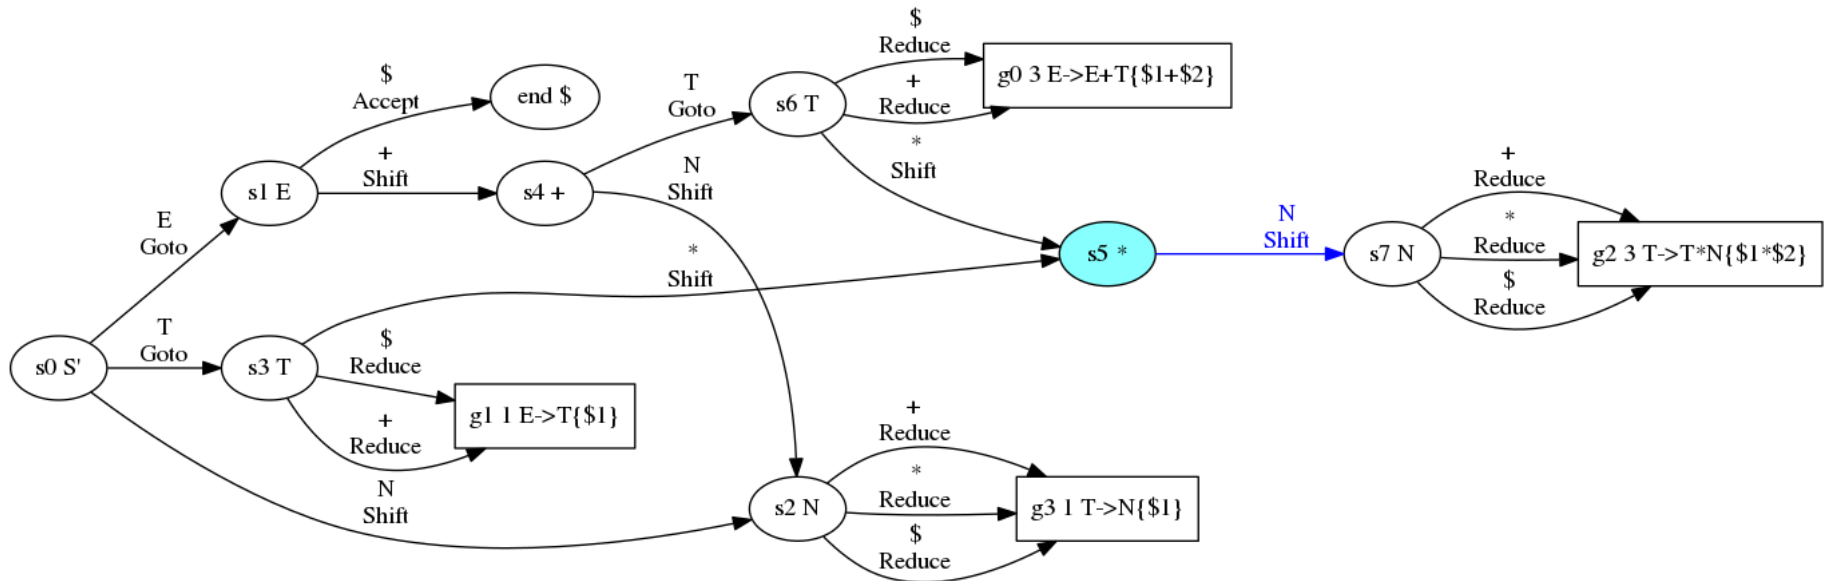 $
Reduce
g0 3 E->E+T{$1+$2}
$
Accept
end $
T
Goto
s6 T
+
Reduce
*
Shift
+
Shift
s1 E
s4 +
N
Shift
+
Reduce
E
Goto
*
Shift
s5 *
N
Shift
s7 N
*
Reduce
g2 3 T->T*N{$1*$2}
$
Reduce
s0 S'
T
Goto
s3 T
$
Reduce
g1 1 E->T{$1}
+
Reduce
+
Reduce
N
Shift
s2 N
*
Reduce
g3 1 T->N{$1}
$
Reduce